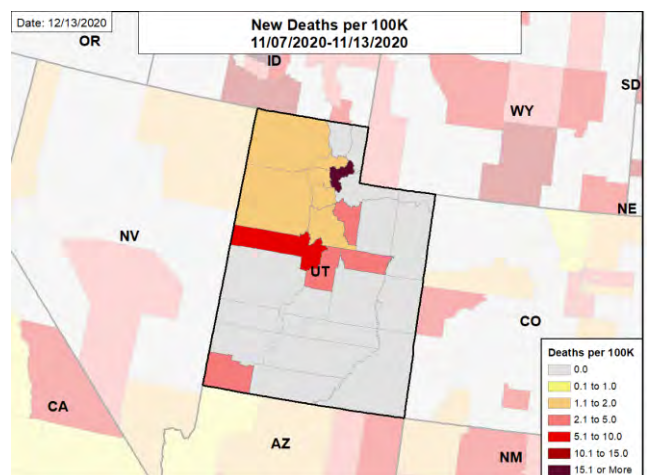 Date: 12/13/2020
New Deaths per 100K
11/07/2020-11/13/2020
OR
ID
WY
SD
NE
NV
UT
CO
CA
AZ
NM
Deaths per 100K
0.0
0.1 to 1.0
1.1 to 2.0
2.1 to 5.0
5.1 to 10.0
10.1 to 15.0
15.1 or More